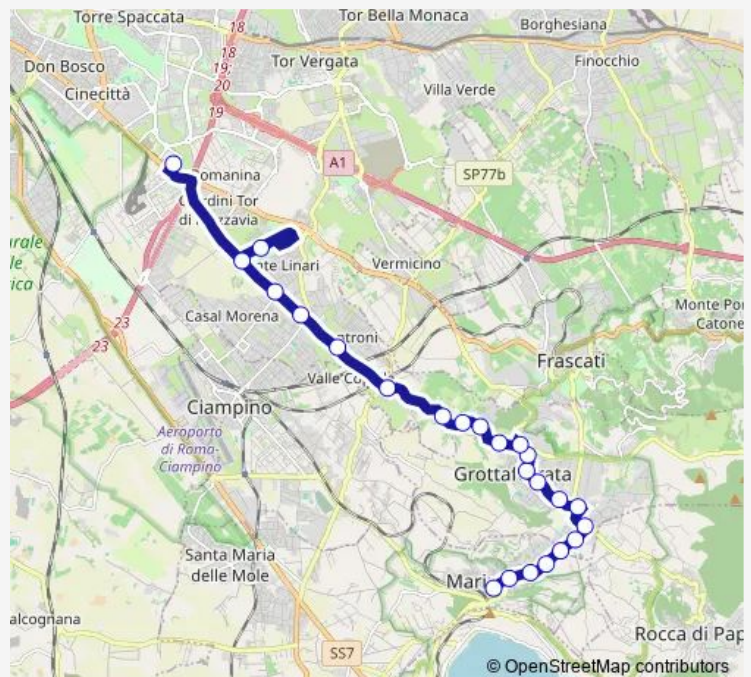 Torre Spaccata
18
Tor Bella Monaca
Borghesiana
Don Bosco
18
19;
20
Tor Vergata
Finocchio
Cinecittà
19
Villa Verde
A1
omanina
SP77b
Vermicino
Casal Morena
Monte Por
Catone
23
23
Frascati
Ciampino
Aeroporto
di Roma-
Ciampino
Santa Maria
delle Mole
SS7
Rocca di Pap
© OpenStreetMap contributors